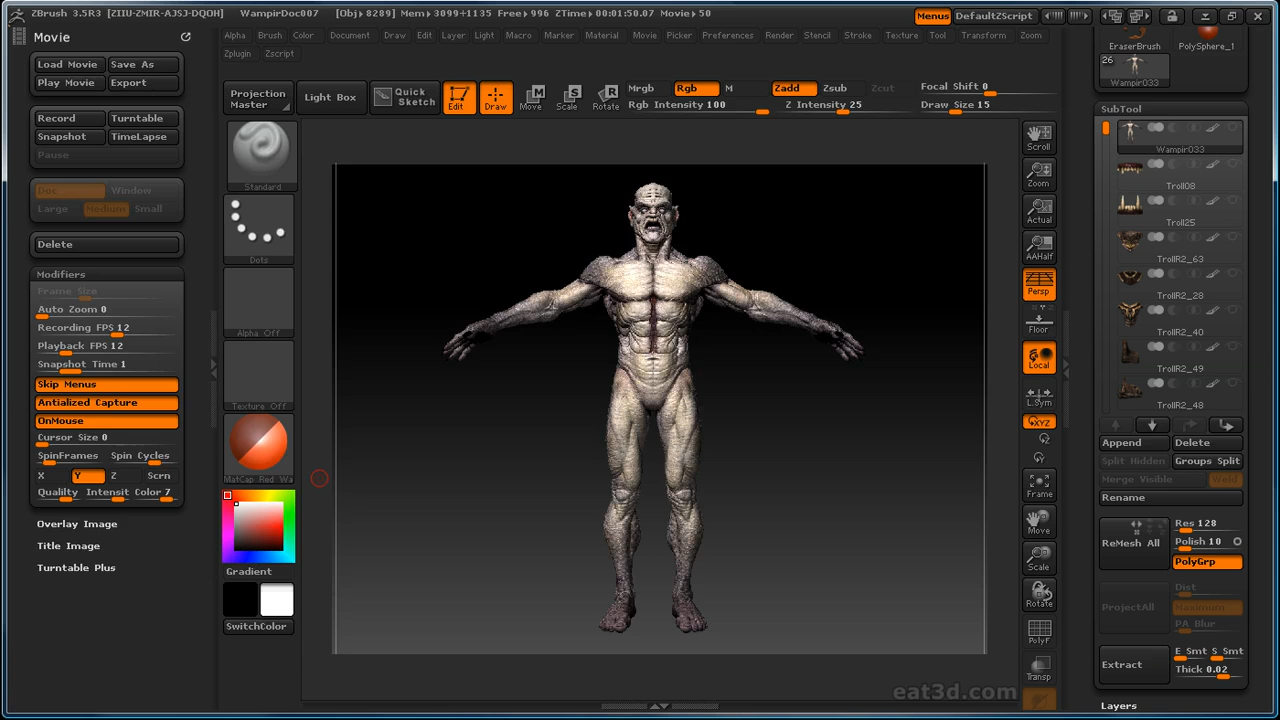 ZBrush 3.5R3 [ZIIU-ZMIR-AJSJ-DQOH] WampirDoc007 [Obj▸ 8289] Mem▸ 3099+1135 Free▸ 996 ZTime▸ 00:01:50.07 Movie▸ 50 Menus DefaultZScript
Movie
Alpha Brush Color Document Draw Edit Layer Light Macro Marker Material Movie Picker Preferences Render Stencil Stroke Texture Tool Transform Zoom
Zplugin Zscript
EraserBrush PolySphere_1
26
Wampir033
Load Movie Save As
Play Movie Export
Projection Master
Light Box
Quick Sketch
Edit Draw Move Scale Rotate
Mrgb Rgb M Zadd Zsub Zcut
Rgb Intensity 100 Z Intensity 25
Focal Shift 0
Draw Size 15
Record Turntable
Snapshot TimeLapse
Pause
Doc Window
Large Medium Small
Delete
Modifiers
Frame Size
Auto Zoom 0
Recording FPS 12
Playback FPS 12
Snapshot Time 1
Skip Menus
Antialized Capture
OnMouse
Cursor Size 0
SpinFrames Spin Cycles
X Y Z Scrn
Quality Intensit Color 7
Overlay Image
Title Image
Turntable Plus
Standard
Dots
Alpha Off
Texture Off
MatCap Red Wa
Gradient
SwitchColor
Scroll
Zoom
Actual
AAHalf
Persp
Floor
Local
L.Sym
XYZ
Frame
Move
Scale
Rotate
PolyF
Transp
SubTool
Wampir033
Troll08
Troll25
TrollR2_63
TrollR2_28
TrollR2_40
TrollR2_49
TrollR2_48
Append Delete
Split Hidden Groups Split
Merge Visible Weld
Rename
ReMesh All
Res 128
Polish 10
PolyGrp
ProjectAll
Dist
Maximum
PA Blur
Extract
E Smt S Smt
Thick 0.02
Layers
eat3d.com